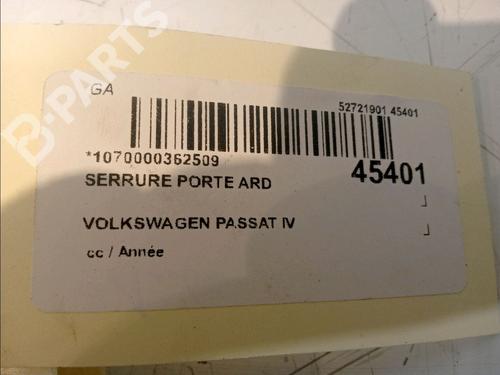 B-PARTS
*GA
52721901 45401
*1070000362509
SERRURE PORTE ARD
45401
VOLKSWAGEN PASSAT IV
cc / Année